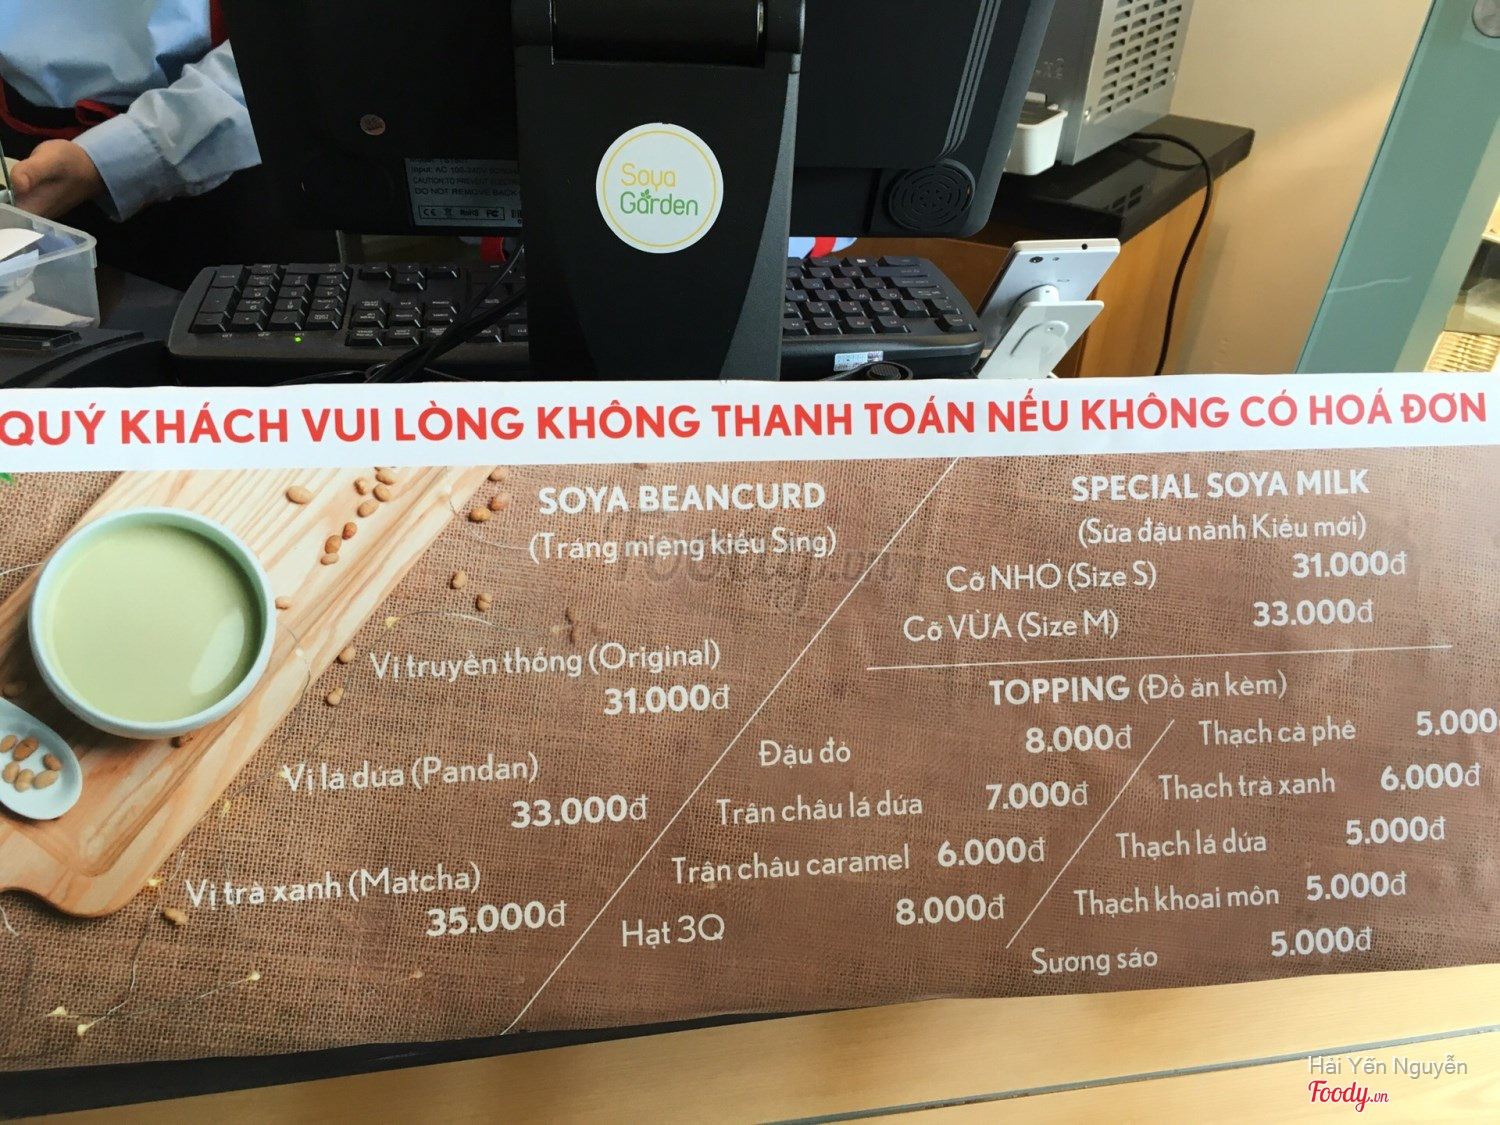 Soya
Garden
QUÝ KHÁCH VUI LÒNG KHÔNG THANH TOÁN NẾU KHÔNG CÓ HOÁ ĐƠN
SOYA BEANCURD
(Tráng miệng kiểu Sing)
Vị truyền thống (Original)
31.000đ
Vị lá dứa (Pandan)
33.000đ
Vị trà xanh (Matcha)
35.000đ
SPECIAL SOYA MILK
(Sữa đậu nành Kiểu mới)
Cỡ NHỎ (Size S) 31.000đ
Cỡ VỪA (Size M) 33.000đ
TOPPING (Đồ ăn kèm)
Đậu đỏ 8.000đ
Trân châu lá dứa 7.000đ
Trân châu caramel 6.000đ
Hạt 3Q 8.000đ
Thạch cà phê 5.000
Thạch trà xanh 6.000đ
Thạch lá dứa 5.000đ
Thạch khoai môn 5.000đ
Sương sáo 5.000đ
Foody.vn
Hải Yến Nguyễn
Foody.vn